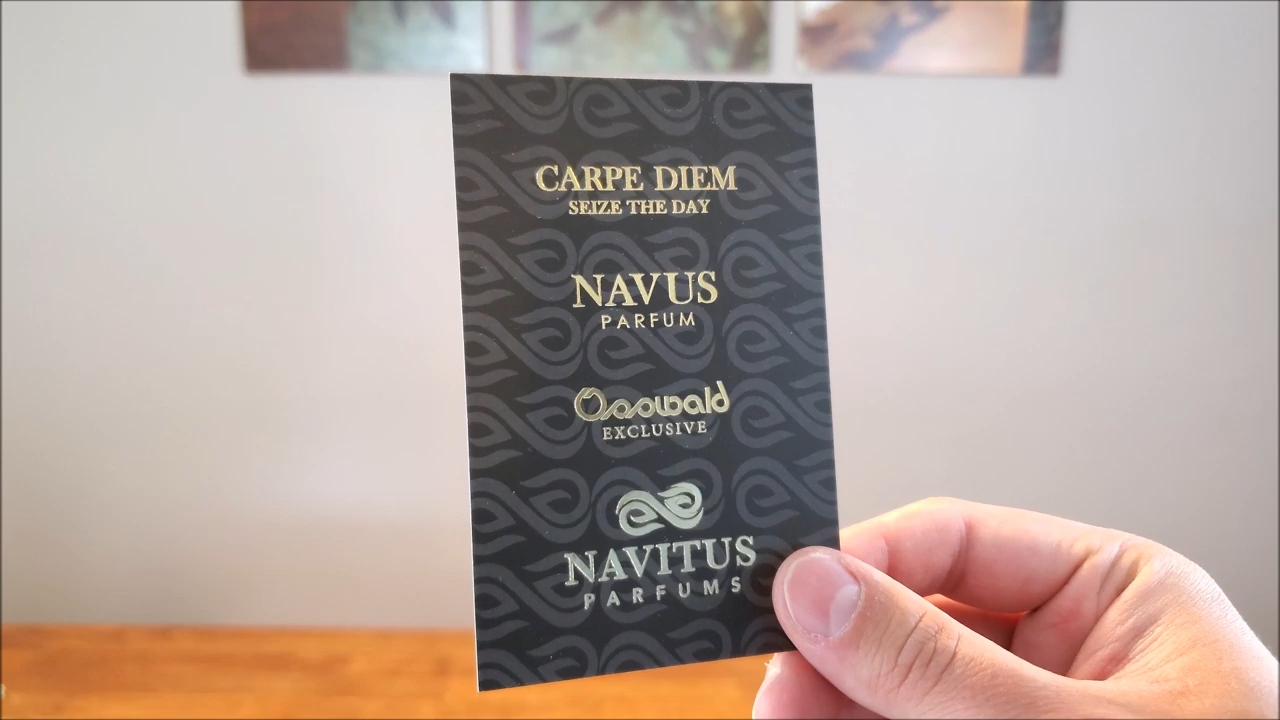 CARPE DIEM
SEIZE THE DAY
NAVUS
PARFUM
Osswald
EXCLUSIVE
NAVITUS
PARFUMS